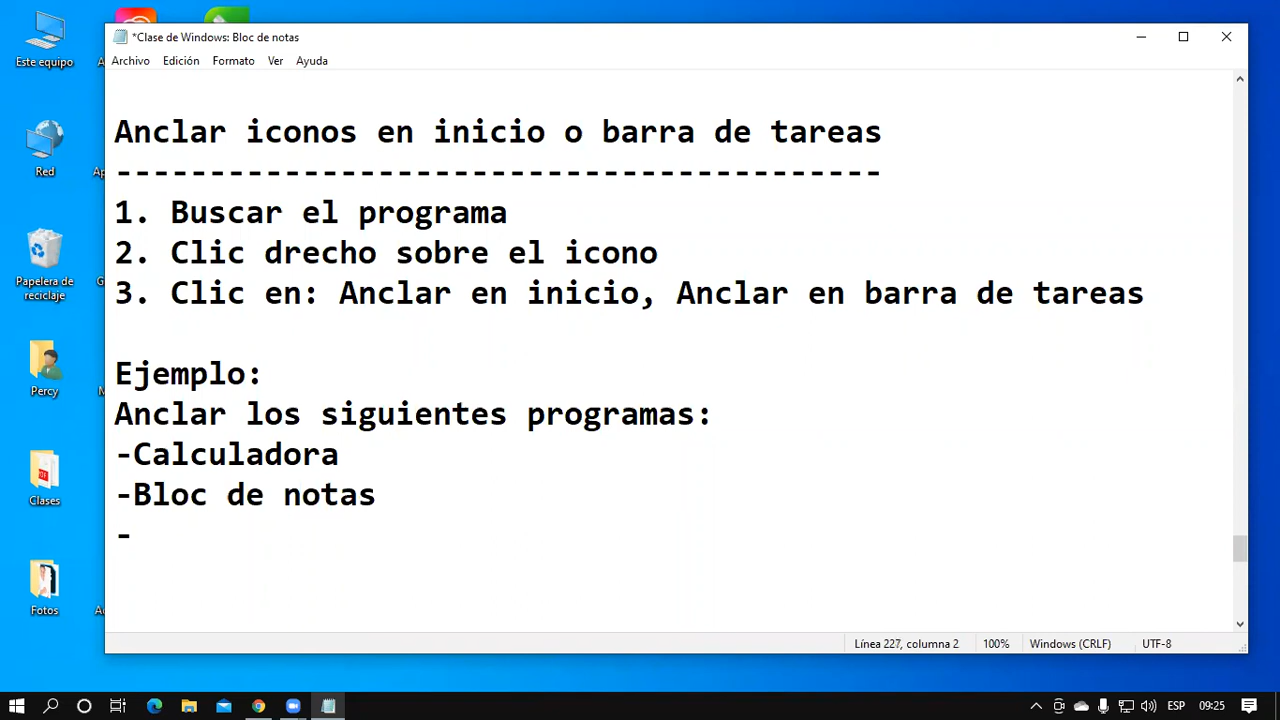 *Clase de Windows: Bloc de notas
Archivo Edición Formato Ver Ayuda
Este equipo
Red
Papelera de
reciclaje
Percy
Clases
Fotos
Anclar iconos en inicio o barra de tareas
-----------------------------------------
1. Buscar el programa
2. Clic drecho sobre el icono
3. Clic en: Anclar en inicio, Anclar en barra de tareas
Ejemplo:
Anclar los siguientes programas:
-Calculadora
-Bloc de notas
-
Línea 227, columna 2 100% Windows (CRLF) UTF-8
ESP 09:25